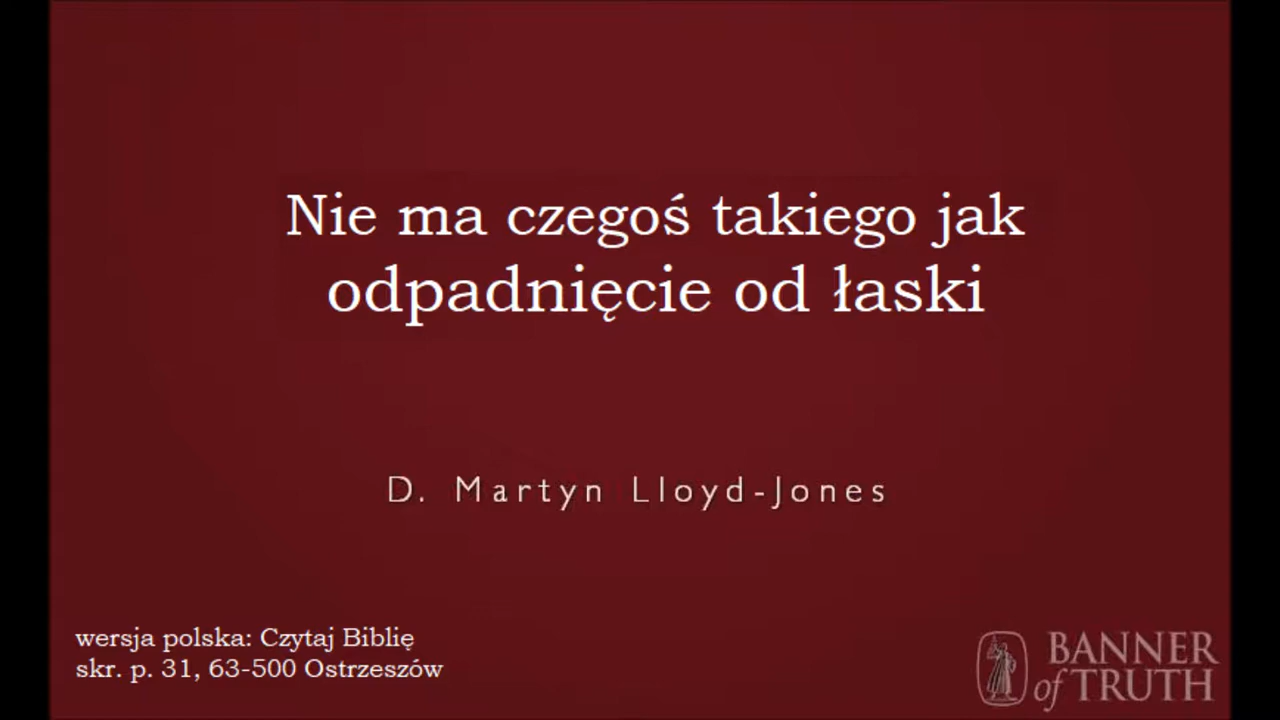 Nie ma czegoś takiego jak
odpadnięcie od łaski
D. Martyn Lloyd-Jones
wersja polska: Czytaj Biblię
skr. p. 31, 63-500 Ostrzeszów
BANNER
of TRUTH